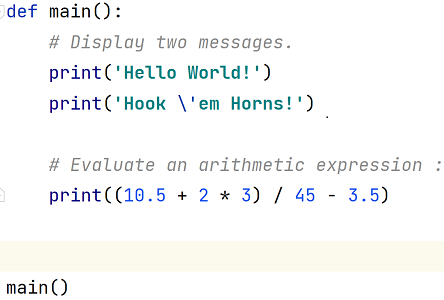 def main():
    # Display two messages.
    print('Hello World!')
    print('Hook \'em Horns!')
    # Evaluate an arithmetic expression :
    print((10.5 + 2 * 3) / 45 - 3.5)
main()